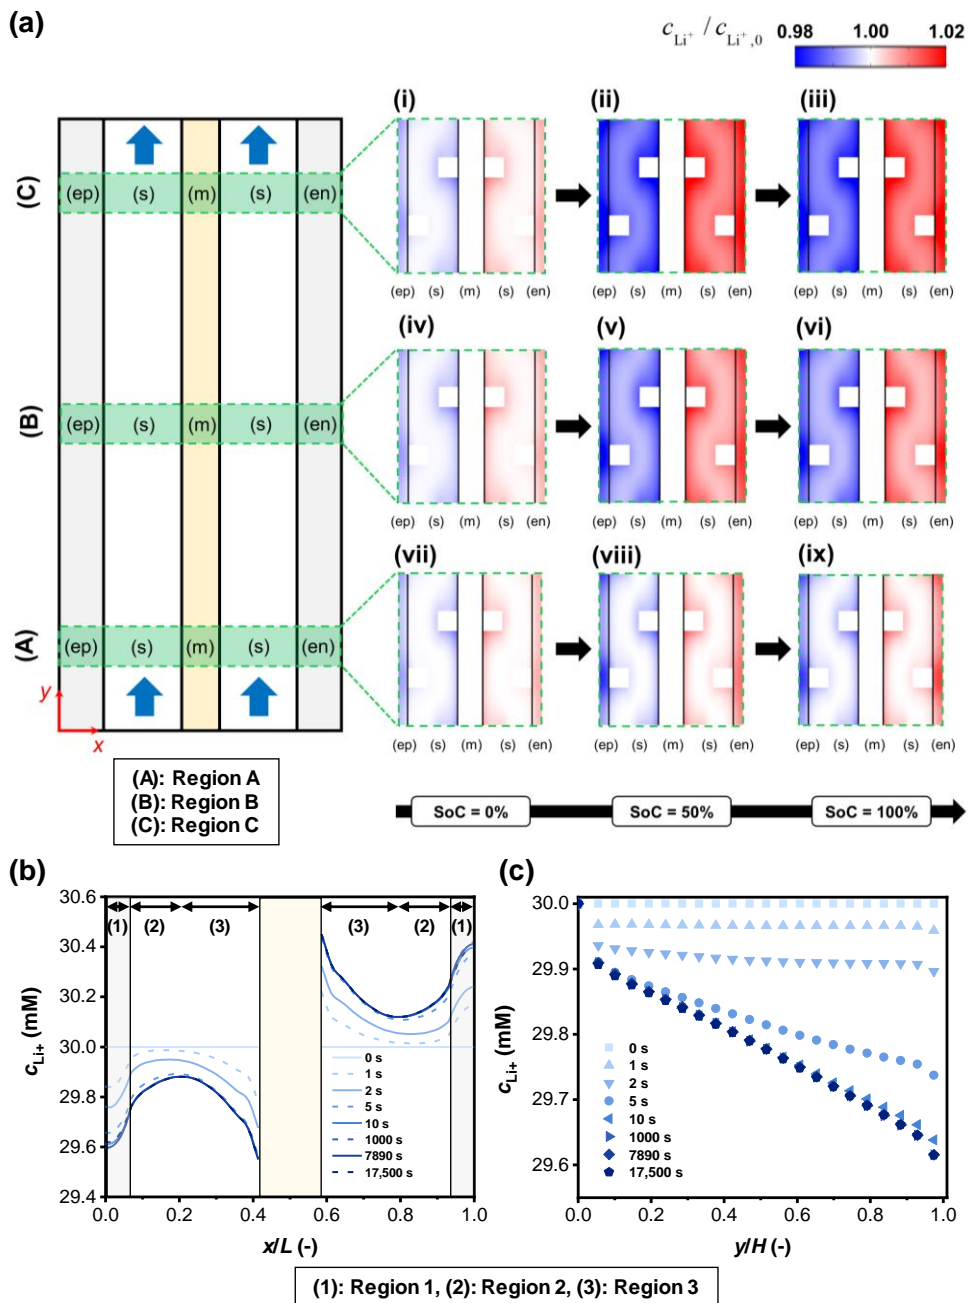 (a)
c_Li+ / c_Li+,0
0.98 1.00 1.02
(i) (ii) (iii)
(C) (ep) (s) (m) (s) (en)
(ep) (s) (m) (s) (en) (ep) (s) (m) (s) (en) (ep) (s) (m) (s) (en)
(iv) (v) (vi)
(B) (ep) (s) (m) (s) (en)
(ep) (s) (m) (s) (en) (ep) (s) (m) (s) (en) (ep) (s) (m) (s) (en)
(vii) (viii) (ix)
(A) (ep) (s) (m) (s) (en)
y
x
(ep) (s) (m) (s) (en) (ep) (s) (m) (s) (en) (ep) (s) (m) (s) (en)
(A): Region A
(B): Region B
(C): Region C
SoC = 0% SoC = 50% SoC = 100%
(b)
c_Li+ (mM)
30.6
30.4
30.2
30.0
29.8
29.6
29.4
(1) (2) (3) (3) (2) (1)
0 s
1 s
2 s
5 s
10 s
1000 s
7890 s
17,500 s
0.0 0.2 0.4 0.6 0.8 1.0
x/L (-)
(c)
c_Li+ (mM)
30.0
29.9
29.8
29.7
29.6
0 s
1 s
2 s
5 s
10 s
1000 s
7890 s
17,500 s
0.0 0.2 0.4 0.6 0.8 1.0
y/H (-)
(1): Region 1, (2): Region 2, (3): Region 3